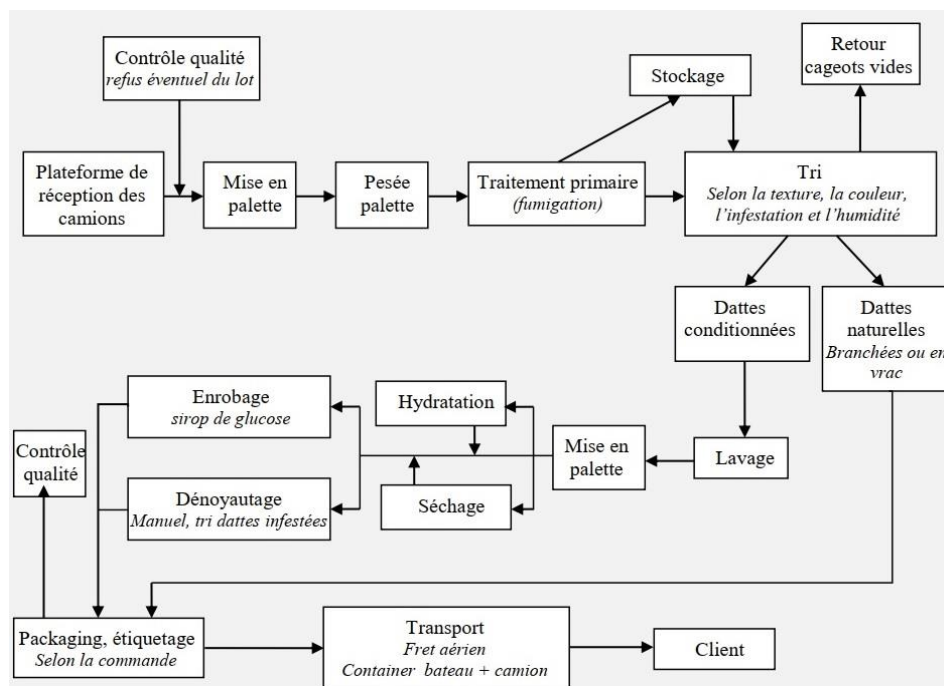 Contrôle qualité
refus éventuel du lot
Retour
cageots vides
Stockage
Plateforme de
réception des
camions
Mise en
palette
Pesée
palette
Traitement primaire
(fumigation)
Tri
Selon la texture, la couleur,
l’infestation et l’humidité
Dattes
conditionnées
Dattes
naturelles
Branchées ou en
vrac
Enrobage
sirop de glucose
Hydratation
Contrôle
qualité
Mise en
palette
Lavage
Dénoyautage
Manuel, tri dattes infestées
Séchage
Packaging, étiquetage
Selon la commande
Transport
Fret aérien
Container bateau + camion
Client